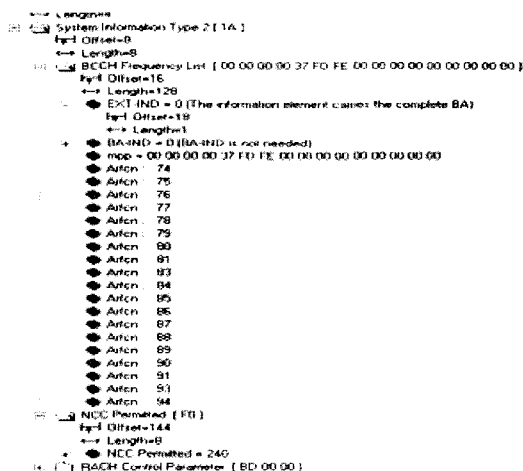 Length=8
System Information Type 2 [ 1A ]
Offset=8
Length=8
BCCH Frequency List [ 00 00 00 00 37 FD FE 00 00 00 00 00 00 00 00 00 ]
Offset=16
Length=128
EXT-IND = 0 (The information element carries the complete BA)
Offset=18
Length=1
BA-IND = 0 (BA-IND is not needed)
mpp = 00 00 00 00 37 FD FE 00 00 00 00 00 00 00 00 00
Arfcn : 74
Arfcn : 75
Arfcn : 76
Arfcn : 77
Arfcn : 78
Arfcn : 79
Arfcn : 80
Arfcn : 81
Arfcn : 83
Arfcn : 84
Arfcn : 85
Arfcn : 86
Arfcn : 87
Arfcn : 88
Arfcn : 89
Arfcn : 90
Arfcn : 91
Arfcn : 93
Arfcn : 94
NCC Permitted [ F0 ]
Offset=144
Length=8
NCC Permitted = 240
RACH Control Parameter [ BD 00 00 ]